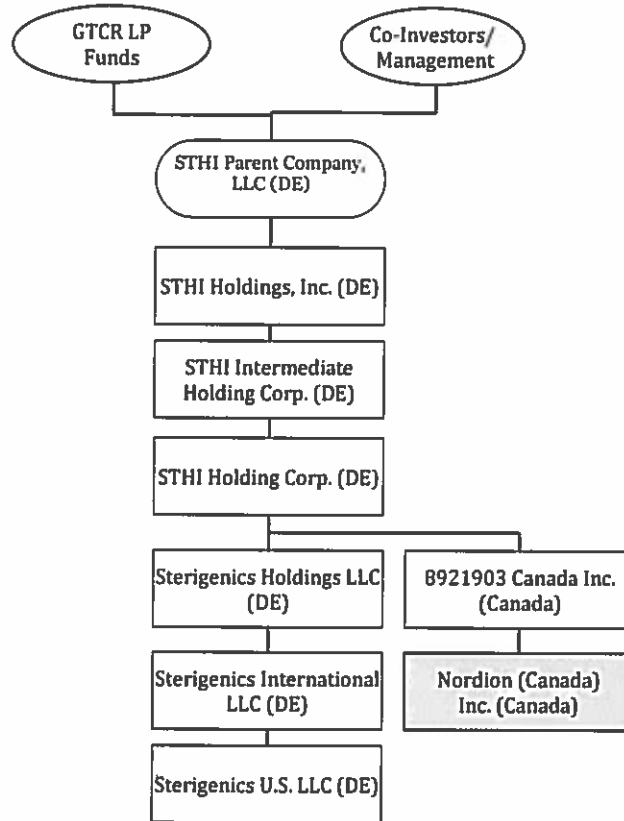 GTCR LP
Funds
Co-Investors/
Management
STHI Parent Company,
LLC (DE)
STHI Holdings, Inc. (DE)
STHI Intermediate
Holding Corp. (DE)
STHI Holding Corp. (DE)
Sterigenics Holdings LLC
(DE)
8921903 Canada Inc.
(Canada)
Sterigenics International
LLC (DE)
Nordion (Canada)
Inc. (Canada)
Sterigenics U.S. LLC (DE)